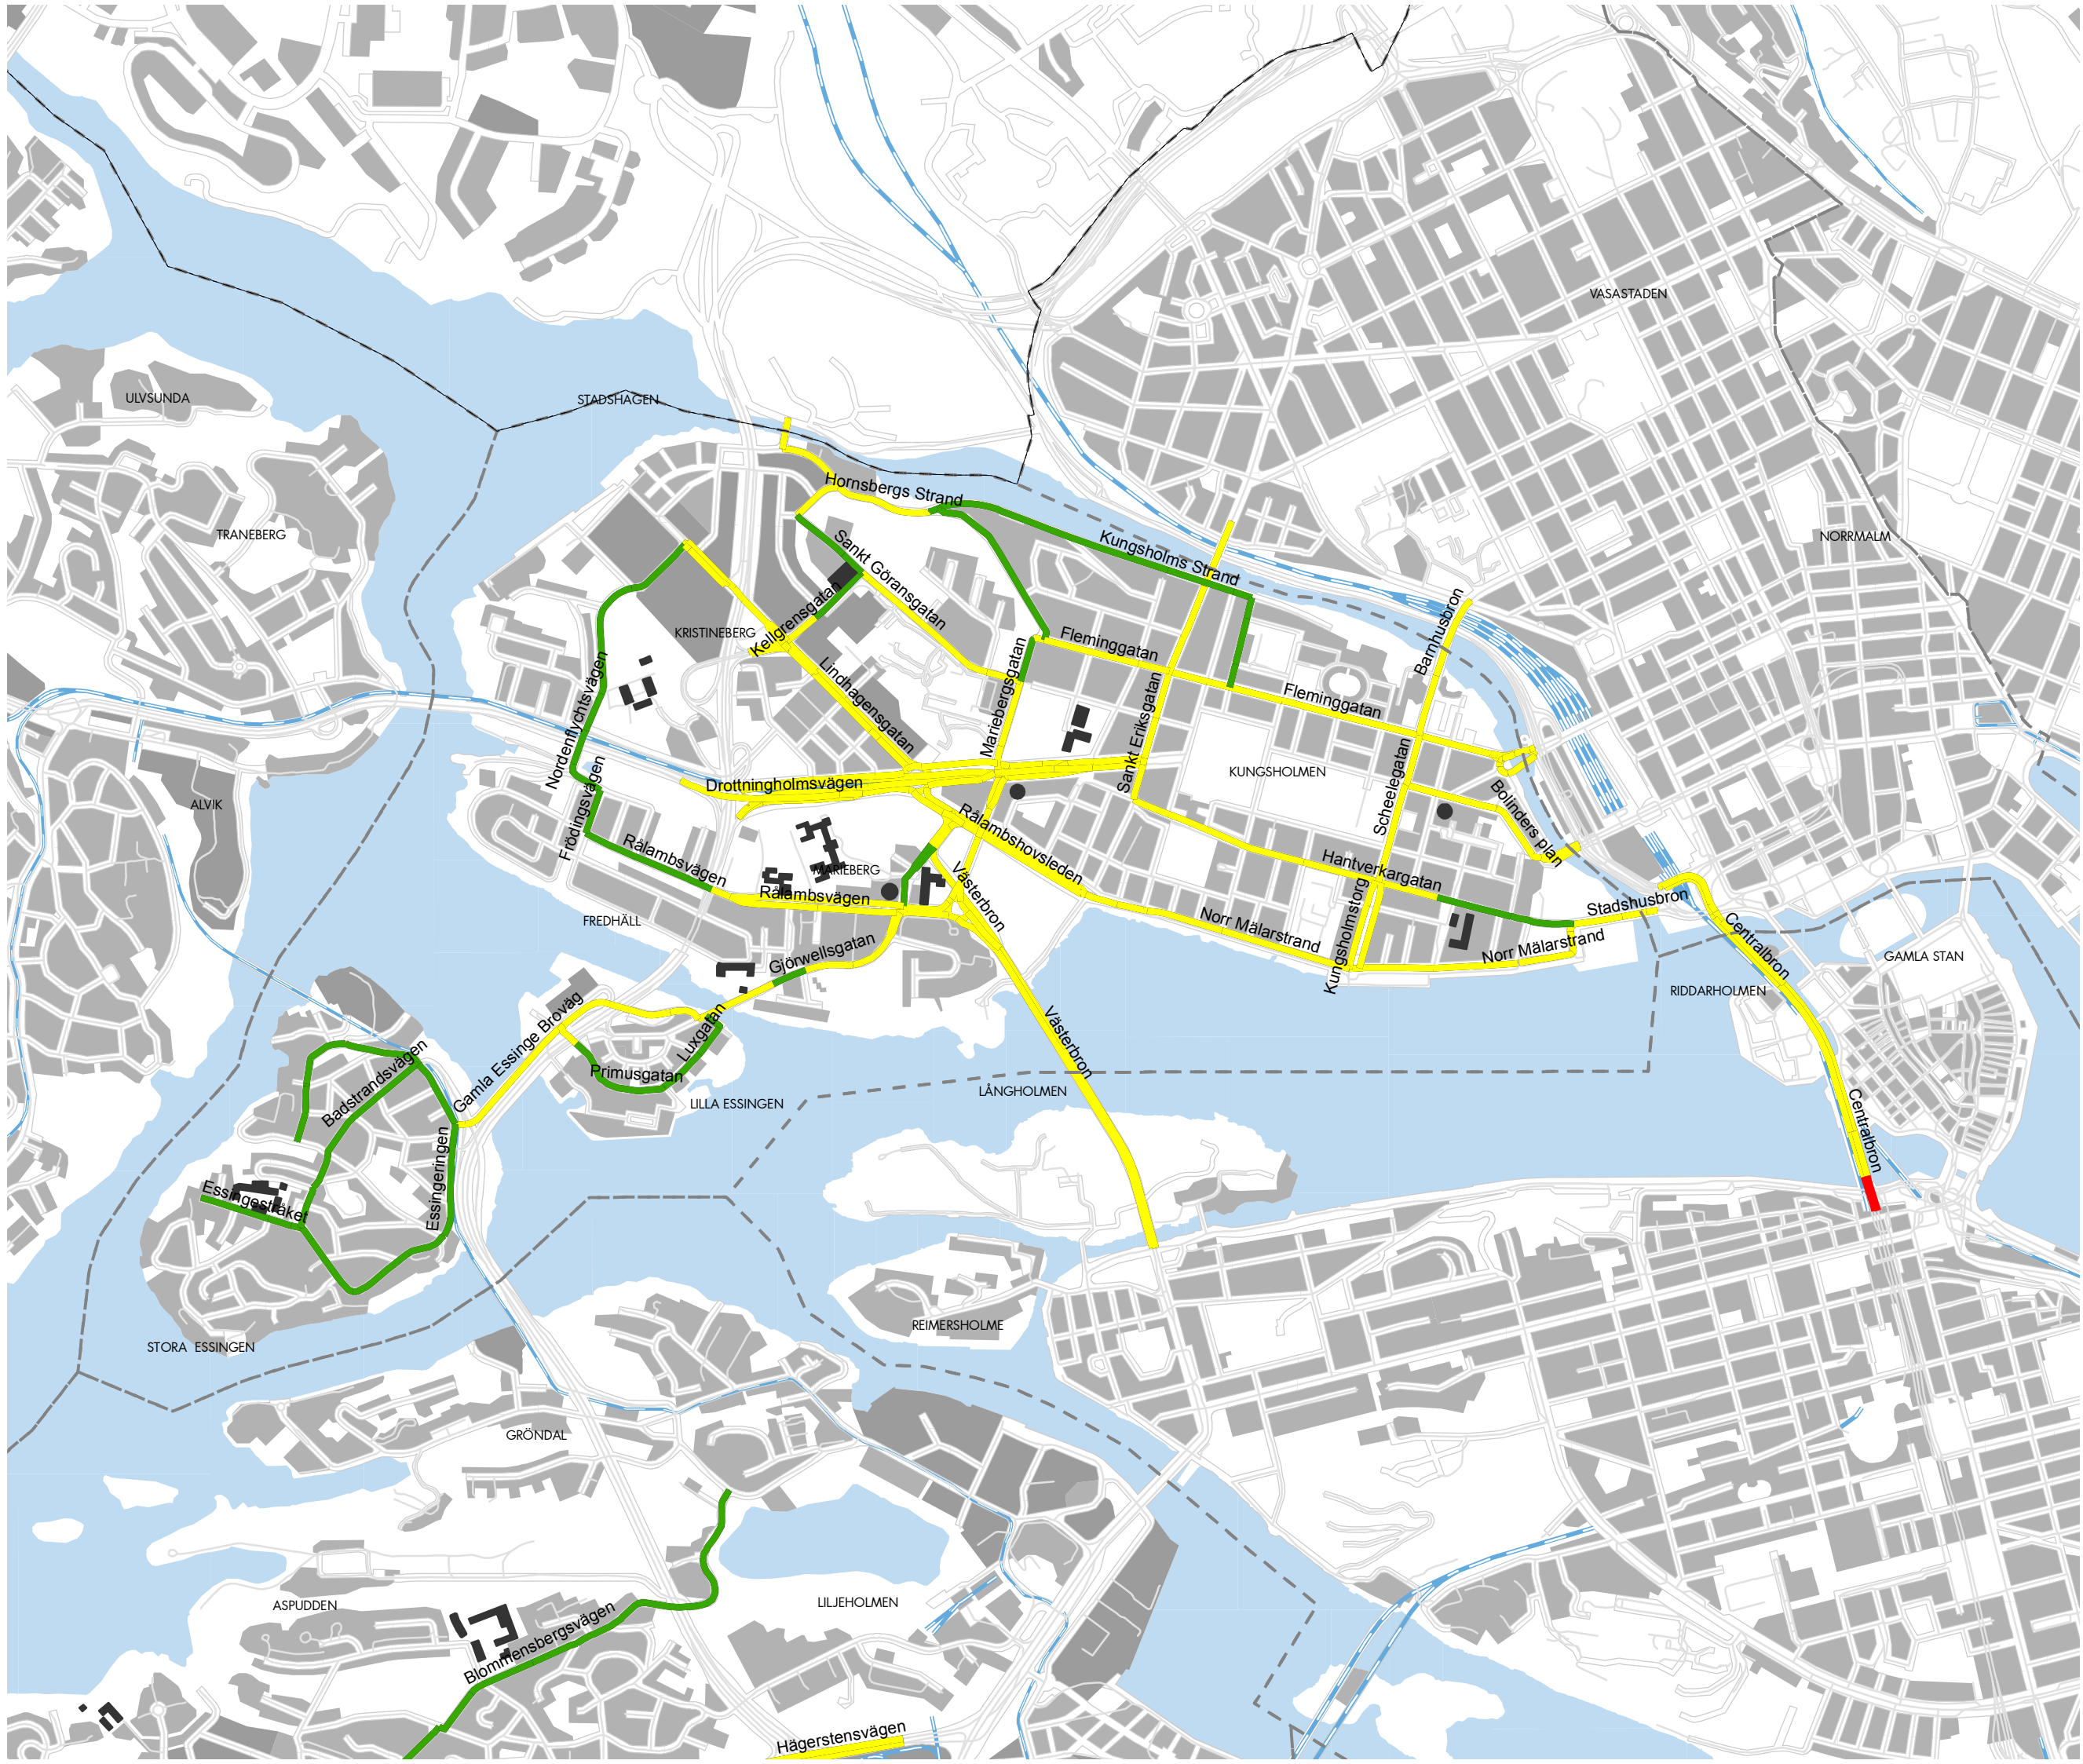 VASASTADEN
ULVSUNDA
STADSHAGEN
Hornsbergs Strand
TRANEBERG
NORRMALM
Sankt Göransgatan
Kungsholms Strand
Kellgrensgatan
KRISTINEBERG
Fleminggatan
Barnhusbron
Lindhagensgatan
Mariebergsgatan
Sankt Eriksgatan
Fleminggatan
Nordenflychtsvägen
KUNGSHOLMEN
Drottningholmsvägen
Scheelegatan
Bolinders plan
ALVIK
Frödingsvägen
Rålambshovsleden
Rålambsvägen
MARIEBERG
Hantverkargatan
Rålambsvägen
Västerbron
Stadshusbron
FREDHÄLL
Norr Mälarstrand
Kungsholmstorg
Gjörwellsgatan
Norr Mälarstrand
Centralbron
GAMLA STAN
RIDDARHOLMEN
Gamla Essinge Broväg
Luxgatan
Västerbron
Badstrandsvägen
Primusgatan
LILLA ESSINGEN
LÅNGHOLMEN
Centralbron
Essingeringen
Essingestråket
REIMERSHOLME
STORA ESSINGEN
GRÖNDAL
LILJEHOLMEN
ASPUDDEN
Blommensbergsvägen
Hägerstensvägen